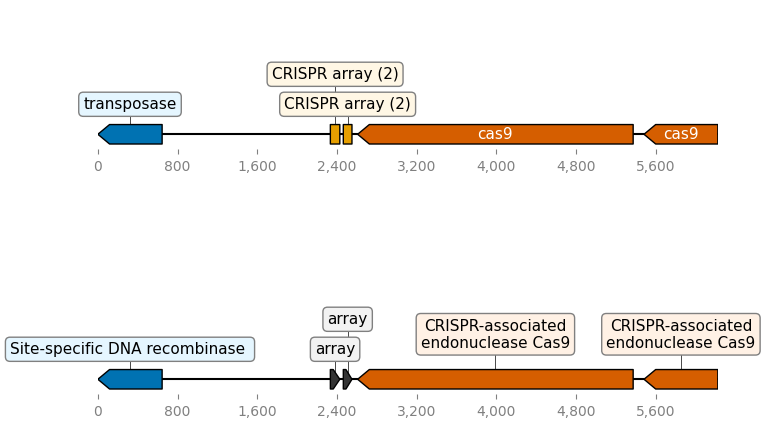 CRISPR array (2)
transposase
CRISPR array (2)
cas9
cas9
0 800 1,600 2,400 3,200 4,000 4,800 5,600
array
CRISPR-associated
endonuclease Cas9
CRISPR-associated
endonuclease Cas9
Site-specific DNA recombinase
array
0 800 1,600 2,400 3,200 4,000 4,800 5,600